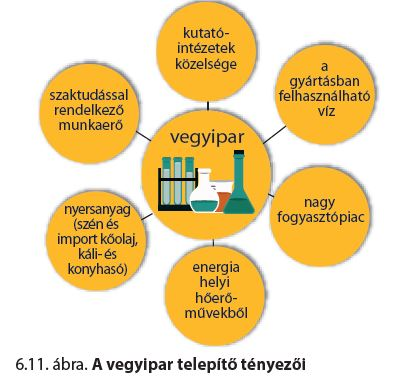 kutató-
intézetek
közelsége
a
gyártásban
felhasználható
víz
szaktudással
rendelkező
munkaerő
vegyipar
nyersanyag
(szén és
import kőolaj,
káli- és
konyhasó)
nagy
fogyasztópiac
energia
helyi
hőerő-
művekből
6.11. ábra. A vegyipar telepítő tényezői